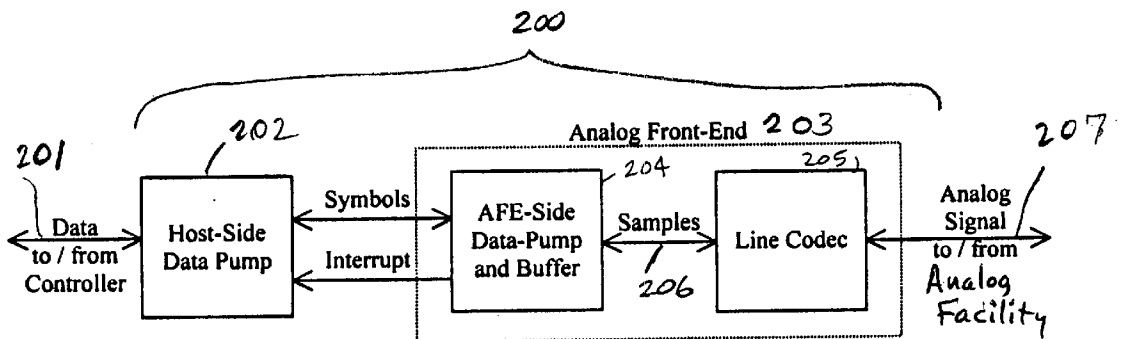 200
202
Analog Front-End 203
207
201
204
205
Data
to / from
Controller
Host-Side
Data Pump
Symbols
Interrupt
AFE-Side
Data-Pump
and Buffer
Samples
206
Line Codec
Analog
Signal
to / from
Analog
Facility